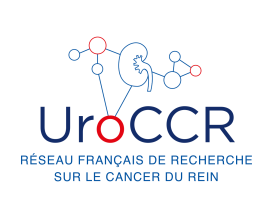 UroCCR
RÉSEAU FRANÇAIS DE RECHERCHE
SUR LE CANCER DU REIN